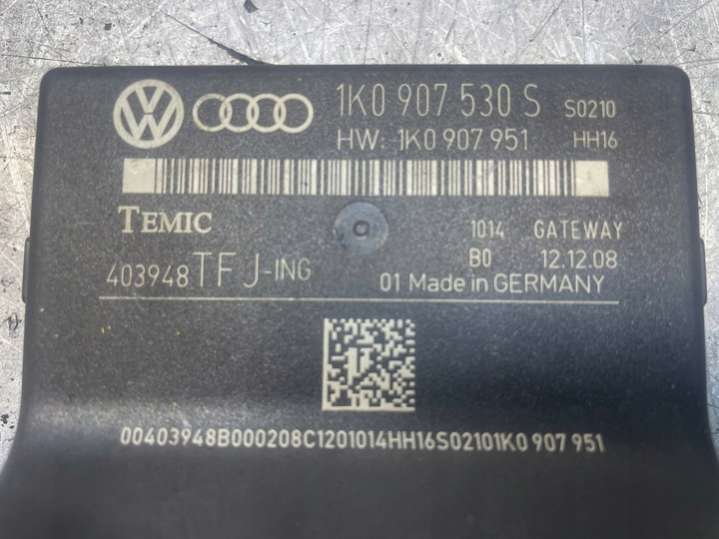 1K0 907 530 S S0210
HW: 1K0 907 951 HH16
TEMIC 1014 GATEWAY
B0 12.12.08
403948 TFJ-ING 01 Made in GERMANY
00403948B000208C1201014HH16S02101K0 907 951